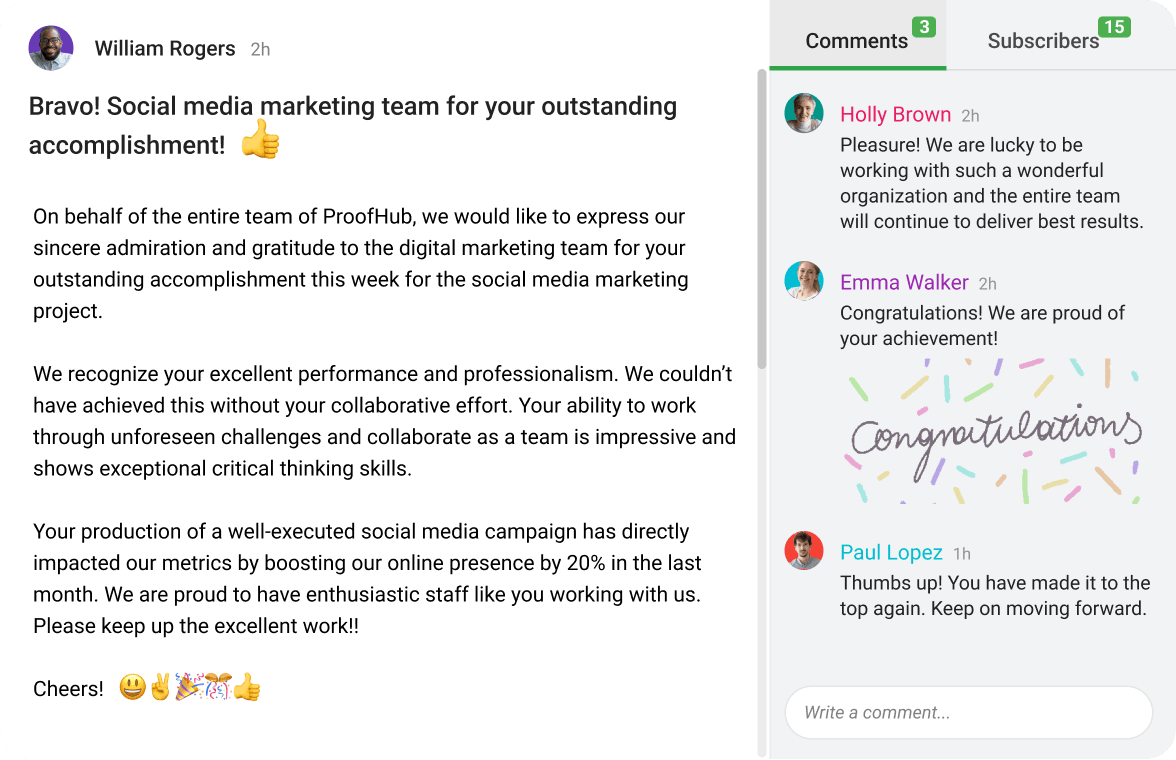 William Rogers 2h
Bravo! Social media marketing team for your outstanding
accomplishment! 👍
On behalf of the entire team of ProofHub, we would like to express our
sincere admiration and gratitude to the digital marketing team for your
outstanding accomplishment this week for the social media marketing
project.
We recognize your excellent performance and professionalism. We couldn’t
have achieved this without your collaborative effort. Your ability to work
through unforeseen challenges and collaborate as a team is impressive and
shows exceptional critical thinking skills.
Your production of a well-executed social media campaign has directly
impacted our metrics by boosting our online presence by 20% in the last
month. We are proud to have enthusiastic staff like you working with us.
Please keep up the excellent work!!
Cheers! 😃✌️🎉🎊👍
Comments 3
Subscribers 15
Holly Brown 2h
Pleasure! We are lucky to be
working with such a wonderful
organization and the entire team
will continue to deliver best results.
Emma Walker 2h
Congratulations! We are proud of
your achievement!
Congratulations
Paul Lopez 1h
Thumbs up! You have made it to the
top again. Keep on moving forward.
Write a comment...